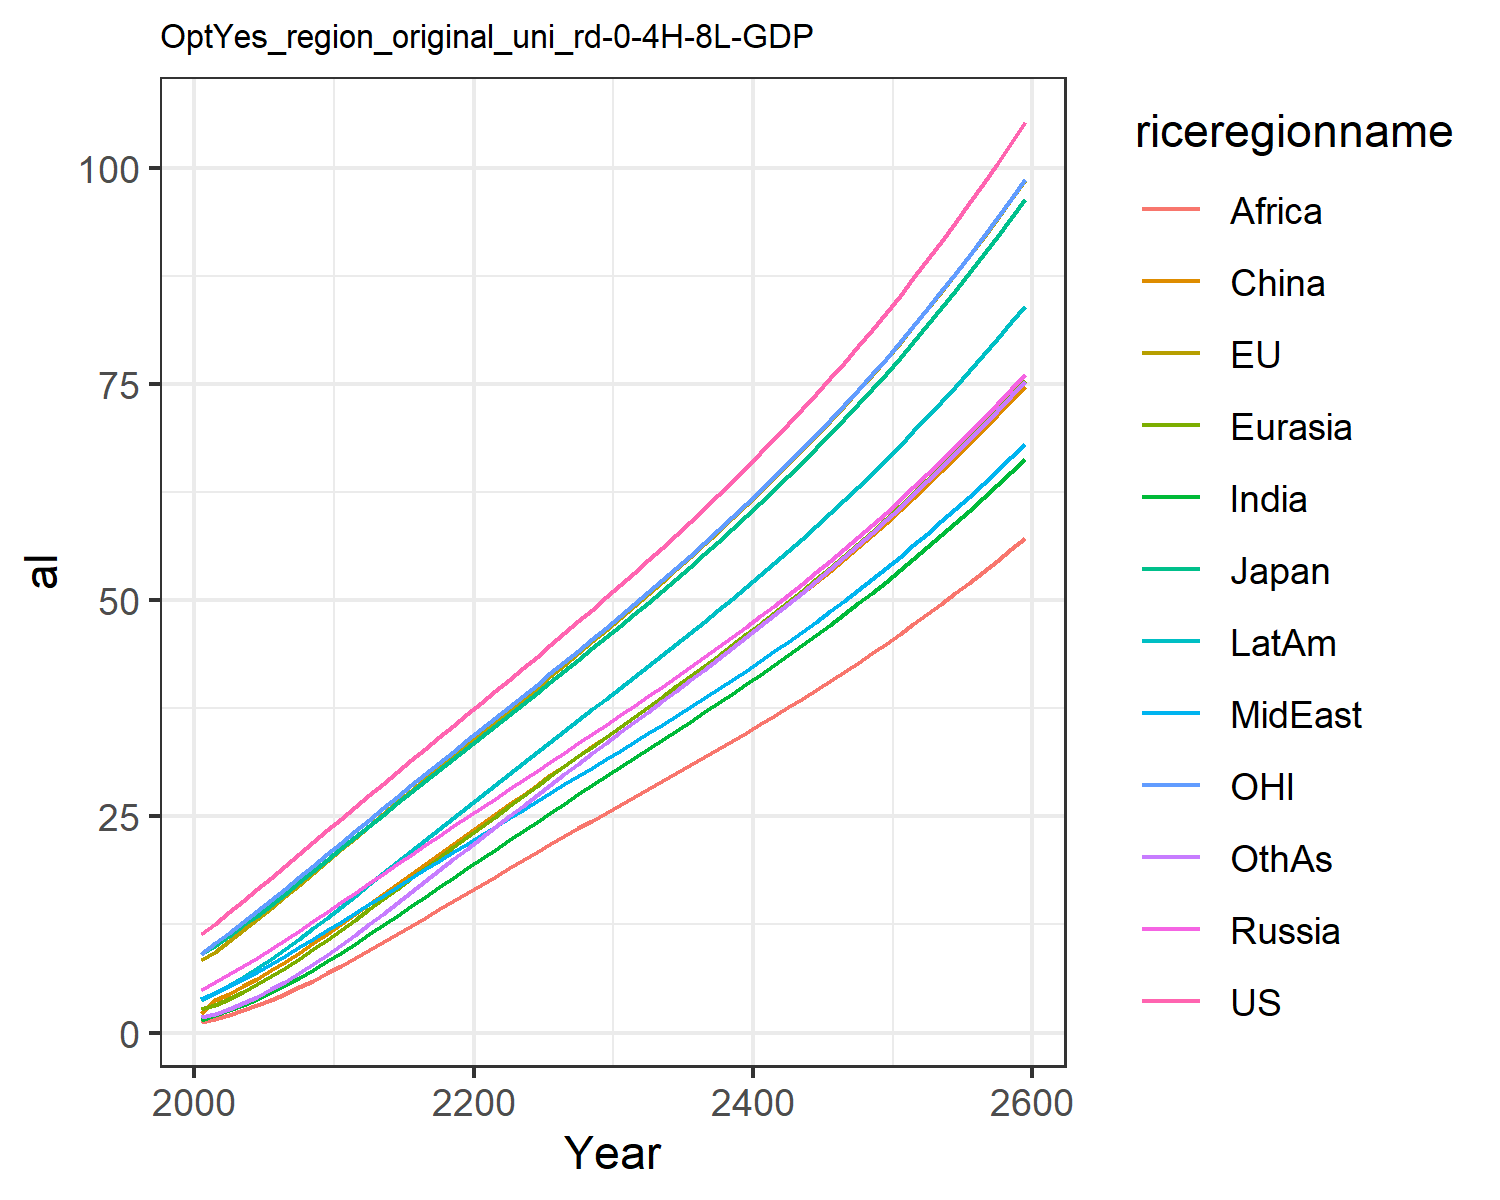 OptYes_region_original_uni_rd-0-4H-8L-GDP
al
100
75
50
25
0
2000
2200
2400
2600
Year
riceregionname
Africa
China
EU
Eurasia
India
Japan
LatAm
MidEast
OHI
OthAs
Russia
US